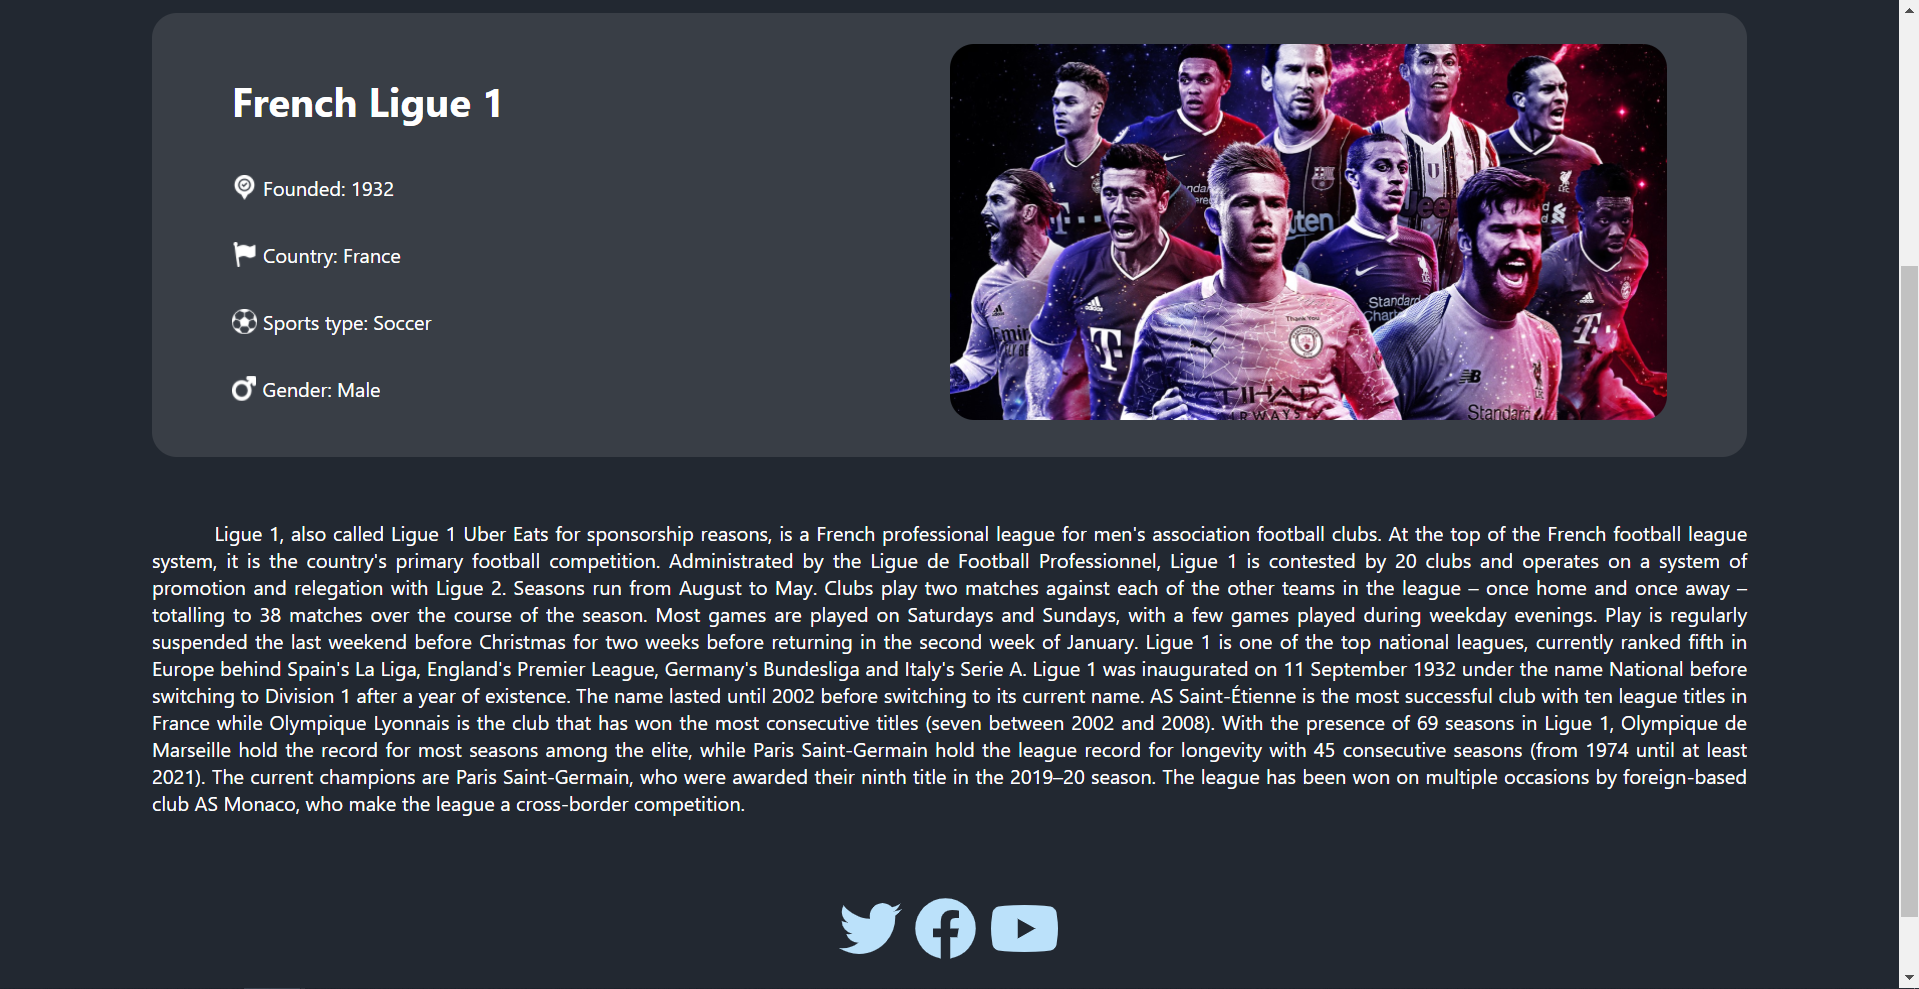 French Ligue 1
Founded: 1932
Country: France
Sports type: Soccer
Gender: Male
Rakuten
Jeep
T
Standard
Chart
Thank You
ETIHAD
AIRWAYS
NB
Standard
Ligue 1, also called Ligue 1 Uber Eats for sponsorship reasons, is a French professional league for men's association football clubs. At the top of the French football league
system, it is the country's primary football competition. Administrated by the Ligue de Football Professionnel, Ligue 1 is contested by 20 clubs and operates on a system of
promotion and relegation with Ligue 2. Seasons run from August to May. Clubs play two matches against each of the other teams in the league – once home and once away –
totalling to 38 matches over the course of the season. Most games are played on Saturdays and Sundays, with a few games played during weekday evenings. Play is regularly
suspended the last weekend before Christmas for two weeks before returning in the second week of January. Ligue 1 is one of the top national leagues, currently ranked fifth in
Europe behind Spain's La Liga, England's Premier League, Germany's Bundesliga and Italy's Serie A. Ligue 1 was inaugurated on 11 September 1932 under the name National before
switching to Division 1 after a year of existence. The name lasted until 2002 before switching to its current name. AS Saint-Étienne is the most successful club with ten league titles in
France while Olympique Lyonnais is the club that has won the most consecutive titles (seven between 2002 and 2008). With the presence of 69 seasons in Ligue 1, Olympique de
Marseille hold the record for most seasons among the elite, while Paris Saint-Germain hold the league record for longevity with 45 consecutive seasons (from 1974 until at least
2021). The current champions are Paris Saint-Germain, who were awarded their ninth title in the 2019–20 season. The league has been won on multiple occasions by foreign-based
club AS Monaco, who make the league a cross-border competition.